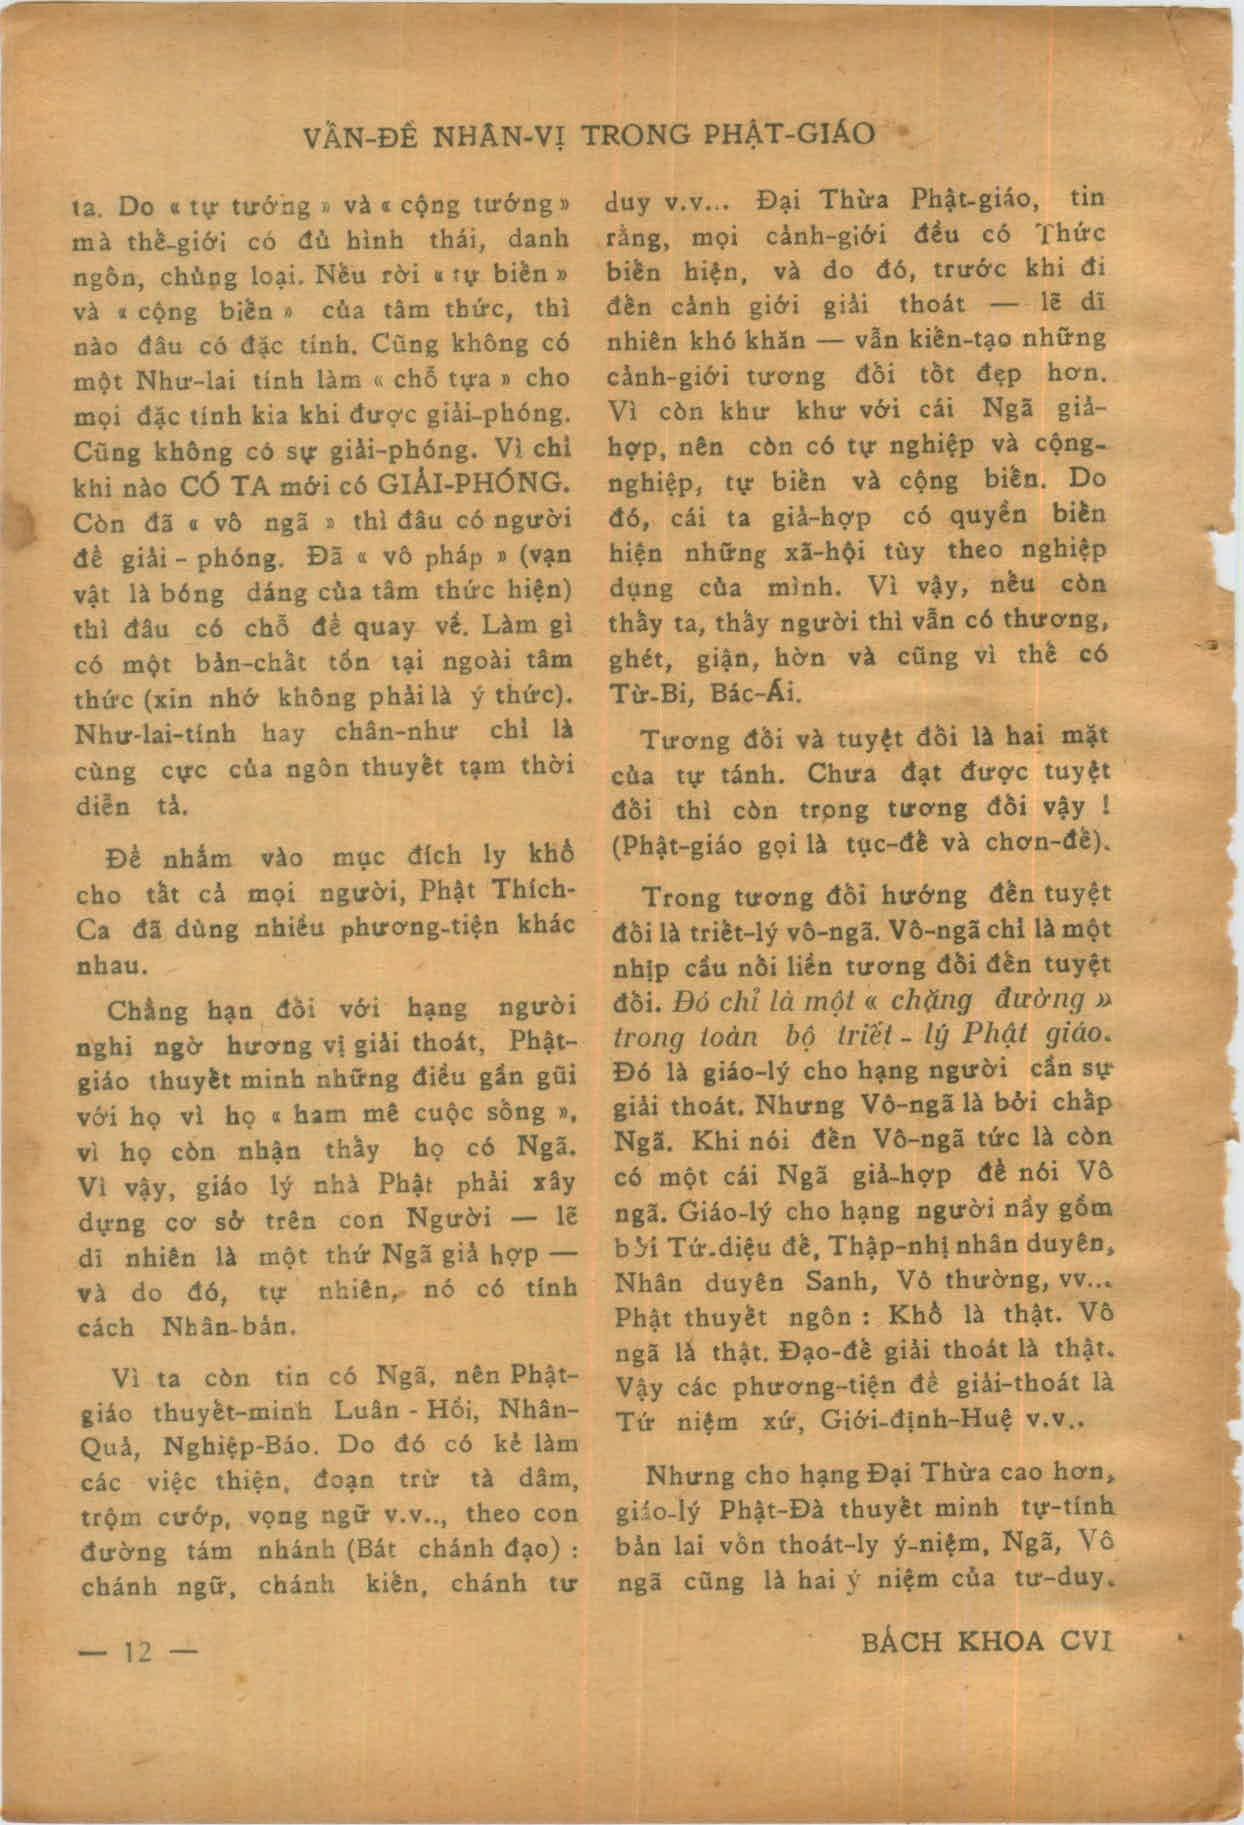 VẤN-ĐỀ NHÂN-VỊ TRONG PHẬT-GIÁO
ta. Do « tự tướng » và « cộng tướng »
mà thế-giới có đủ hình thái, danh
ngôn, chủng loại. Nếu rời « tự biến »
và « cộng biến » của tâm thức, thì
nào đâu có đặc tính. Cũng không có
một Như-lai tính làm « chỗ tựa » cho
mọi đặc tính kia khi được giải-phóng.
Cũng không có sự giải-phóng. Vì chỉ
khi nào CÓ TA mới có GIẢI-PHÓNG.
Còn đã « vô ngã » thì đâu có người
để giải - phóng. Đã « vô pháp » (vạn
vật là bóng dáng của tâm thức hiện)
thì đâu có chỗ để quay về. Làm gì
có một bản-chất tồn tại ngoài tâm
thức (xin nhớ không phải là ý thức).
Như-lai-tính hay chân-như chỉ là
cùng cực của ngôn thuyết tạm thời
diễn tả.
Để nhắm vào mục đích ly khổ
cho tất cả mọi người, Phật Thích-
Ca đã dùng nhiều phương-tiện khác
nhau.
Chẳng hạn đối với hạng người
nghi ngờ hương vị giải thoát, Phật-
giáo thuyết minh những điều gần gũi
với họ vì họ « ham mê cuộc sống »,
vì họ còn nhận thấy họ có Ngã.
Vì vậy, giáo lý nhà Phật phải xây
dựng cơ sở trên con Người — lẽ
dĩ nhiên là một thứ Ngã giả hợp —
và do đó, tự nhiên, nó có tính
cách Nhân-bản.
Vì ta còn tin có Ngã, nên Phật-
giáo thuyết-minh Luân - Hồi, Nhân-
Quả, Nghiệp-Báo. Do đó có kẻ làm
các việc thiện, đoạn trừ tà dâm,
trộm cướp, vọng ngữ v.v.., theo con
đường tám nhánh (Bát chánh đạo) :
chánh ngữ, chánh kiến, chánh tư
duy v.v... Đại Thừa Phật-giáo, tin
rằng, mọi cảnh-giới đều có Thức
biến hiện, và do đó, trước khi đi
đến cảnh giới giải thoát — lẽ dĩ
nhiên khó khăn — vẫn kiến-tạo những
cảnh-giới tương đối tốt đẹp hơn.
Vì còn khư khư với cái Ngã giả-
hợp, nên còn có tự nghiệp và cộng-
nghiệp, tự biến và cộng biến. Do
đó, cái ta giả-hợp có quyền biến
hiện những xã-hội tùy theo nghiệp
dụng của mình. Vì vậy, nếu còn
thấy ta, thấy người thì vẫn có thương,
ghét, giận, hờn và cũng vì thế có
Từ-Bi, Bác-Ái.
Tương đối và tuyệt đối là hai mặt
của tự tánh. Chưa đạt được tuyệt
đối thì còn trọng tương đối vậy !
(Phật-giáo gọi là tục-đế và chơn-đế).
Trong tương đối hướng đến tuyệt
đối là triết-lý vô-ngã. Vô-ngã chỉ là một
nhịp cầu nối liền tương đối đến tuyệt
đối. Đó chỉ là một « chặng đường »
trong toàn bộ triết - lý Phật giáo.
Đó là giáo-lý cho hạng người cần sự
giải thoát. Nhưng Vô-ngã là bởi chấp
Ngã. Khi nói đến Vô-ngã tức là còn
có một cái Ngã giả-hợp để nói Vô
ngã. Giáo-lý cho hạng người nầy gồm
bởi Tứ-diệu đế, Thập-nhị nhân duyên,
Nhân duyên Sanh, Vô thường, vv...
Phật thuyết ngôn : Khổ là thật. Vô
ngã là thật. Đạo-đế giải thoát là thật.
Vậy các phương-tiện để giải-thoát là
Tứ niệm xứ, Giới-định-Huệ v.v..
Nhưng cho hạng Đại Thừa cao hơn,
giáo-lý Phật-Đà thuyết minh tự-tính
bản lai vốn thoát-ly ý-niệm, Ngã, Vô
ngã cũng là hai ý niệm của tư-duy.
— 12 —
BÁCH KHOA CVI